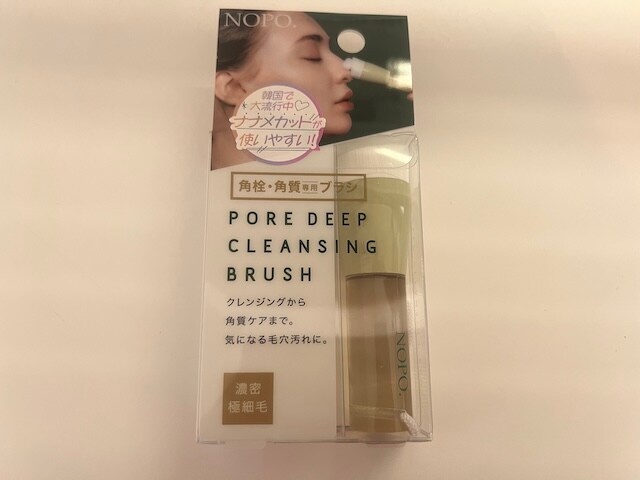 NOPO.
韓国で
大流行中♡
ナナメカットが
使いやすい!
角栓・角質専用ブラシ
PORE DEEP
CLEANSING
BRUSH
クレンジングから
角質ケアまで。
気になる毛穴汚れに。
濃密
極細毛
NOPO.